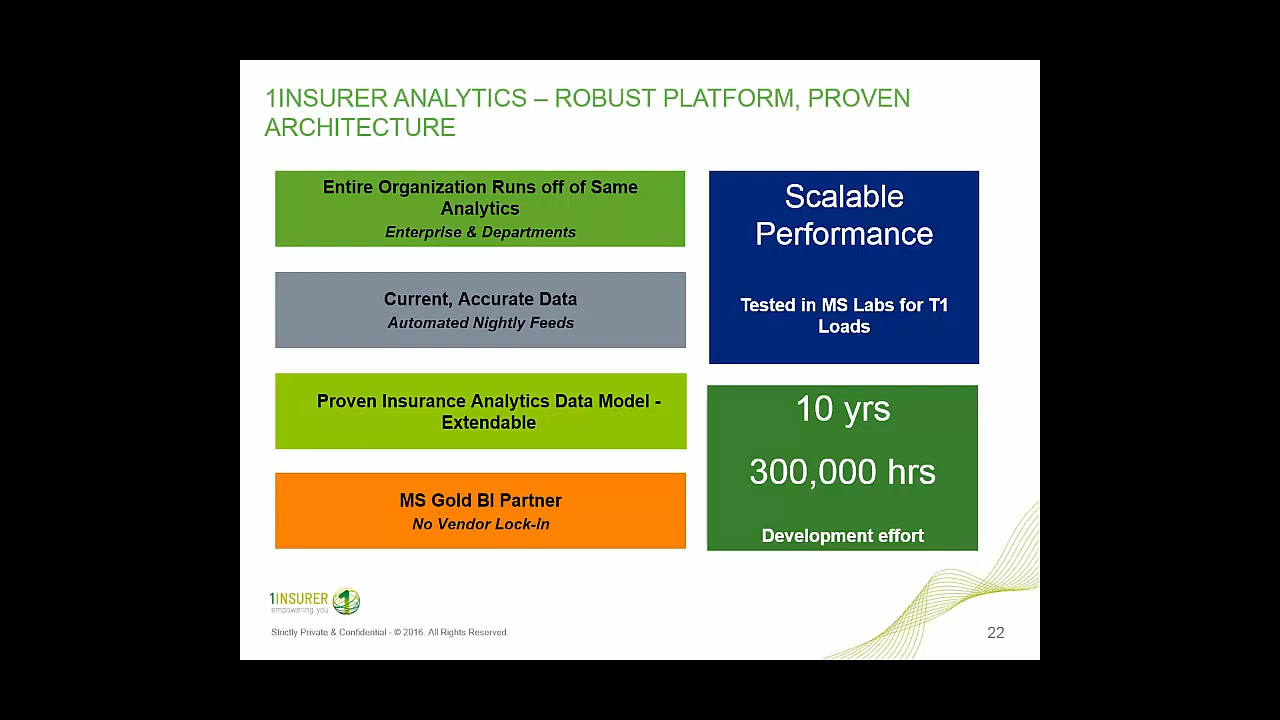 1INSURER ANALYTICS – ROBUST PLATFORM, PROVEN
ARCHITECTURE
Entire Organization Runs off of Same
Analytics
Enterprise & Departments
Current, Accurate Data
Automated Nightly Feeds
Proven Insurance Analytics Data Model -
Extendable
MS Gold BI Partner
No Vendor Lock-in
Scalable
Performance
Tested in MS Labs for T1
Loads
10 yrs
300,000 hrs
Development effort
1INSURER
empowering you
1
Strictly Private & Confidential - © 2016. All Rights Reserved.
22